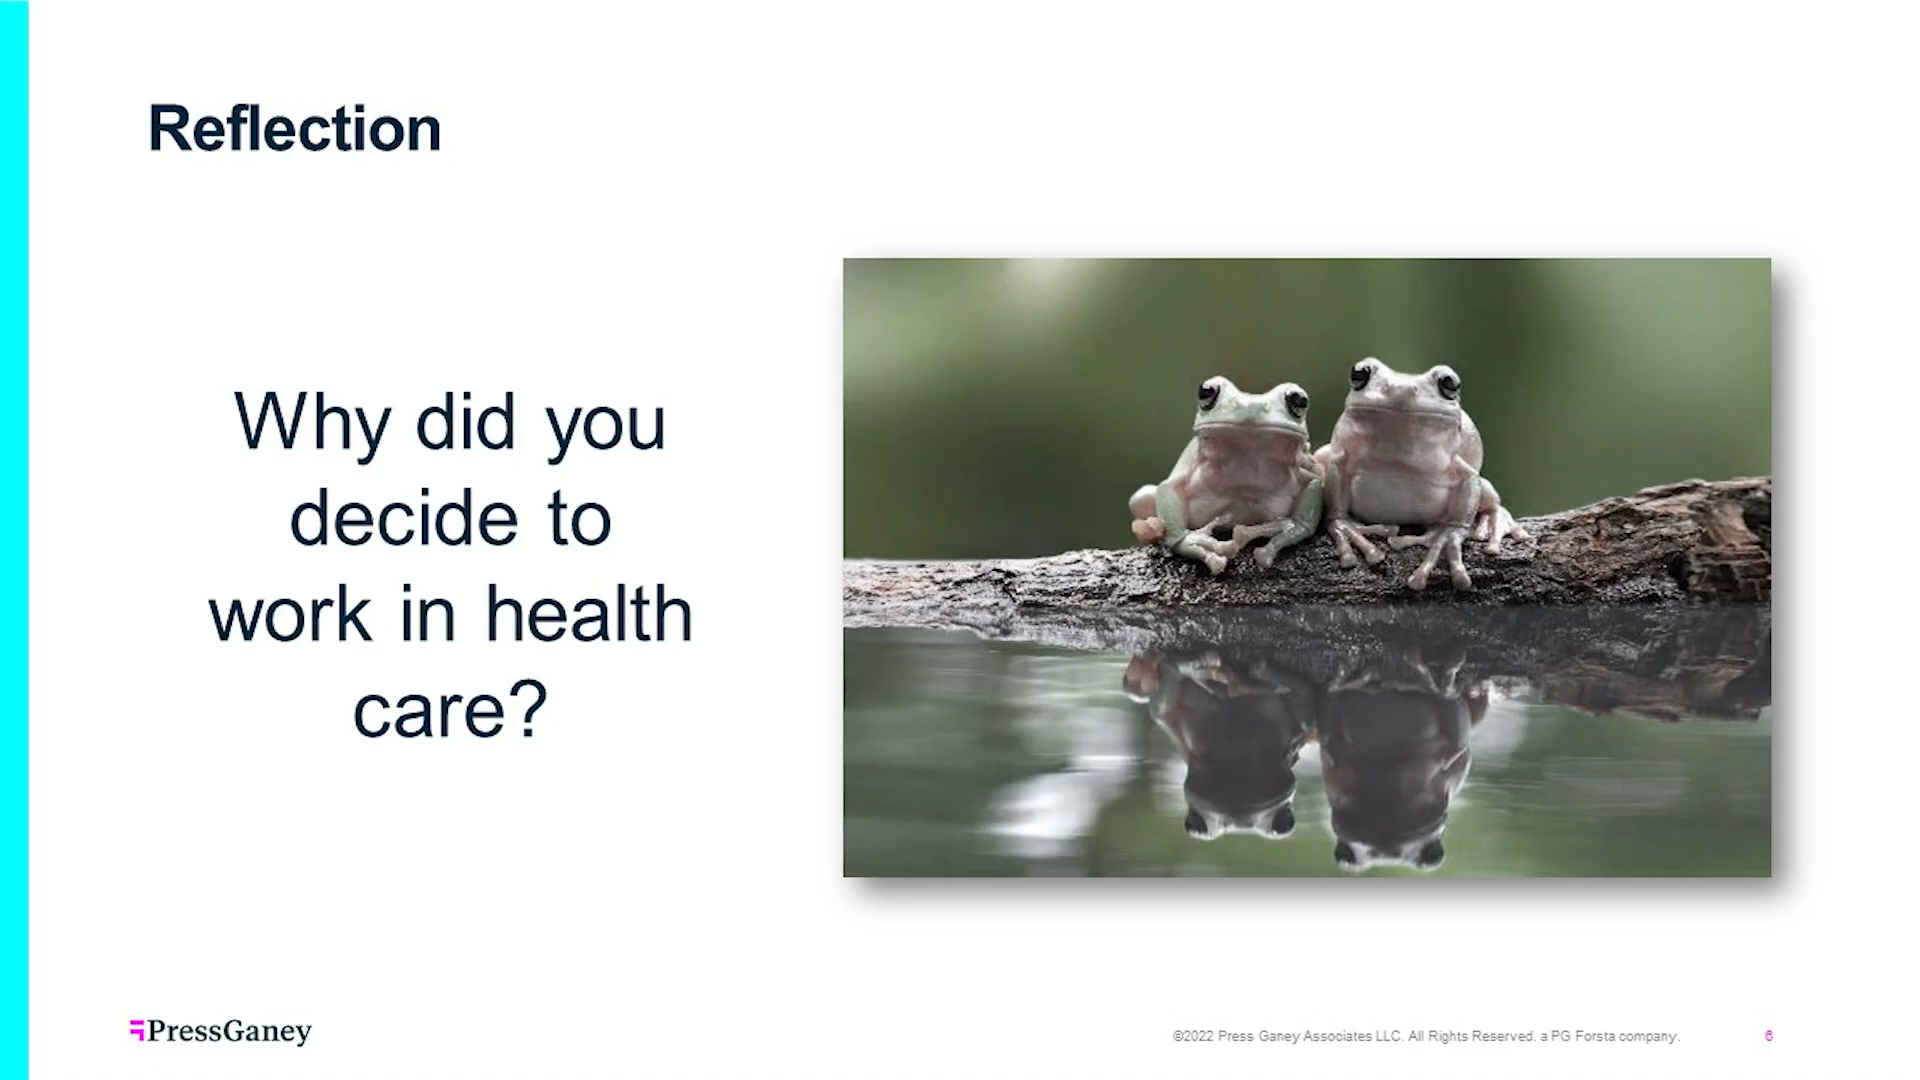 Reflection
Why did you
decide to
work in health
care?
PressGaney
©2022 Press Ganey Associates LLC. All Rights Reserved. a PG Forsta company.
6